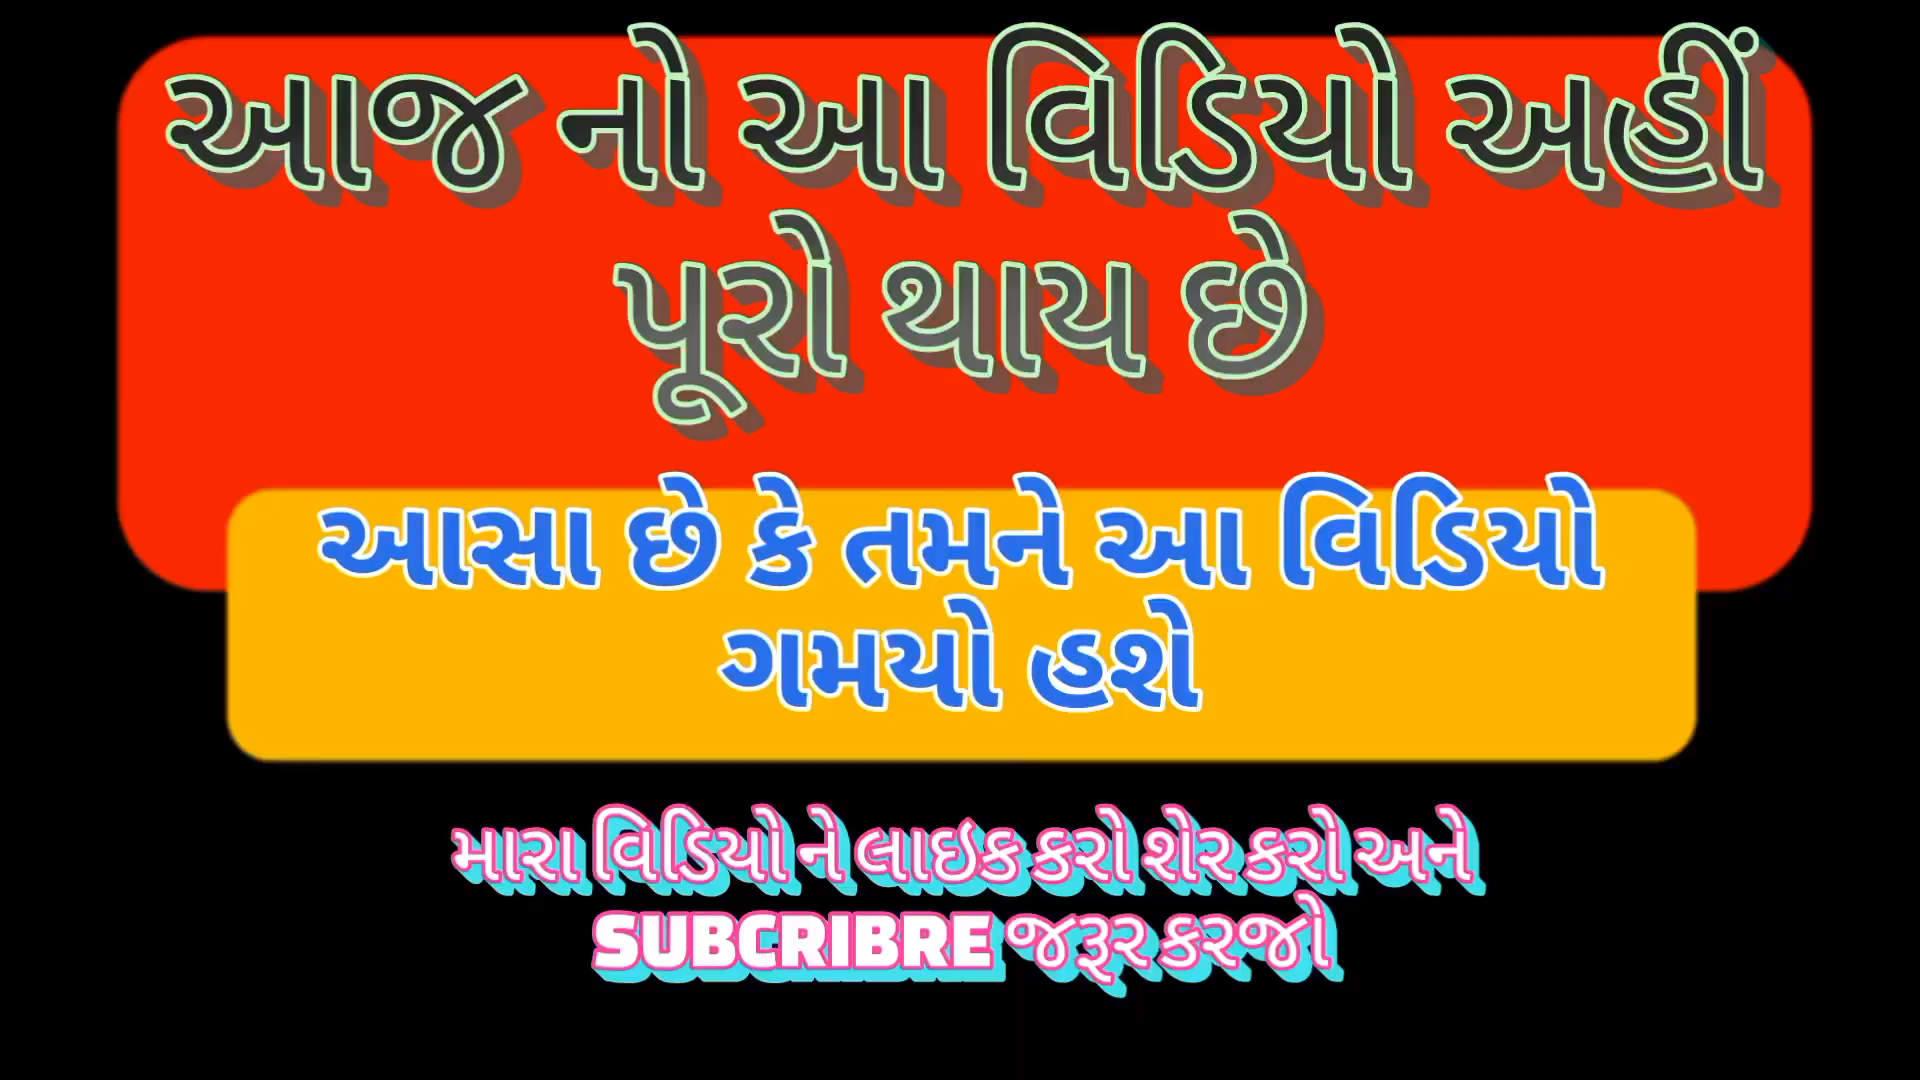 આજ નો આ વિડિયો અહીં
પૂરો થાય છે
આસા છે કે તમને આ વિડિયો
ગમયો હશે
મારા વિડિયો ને લાઇક કરો શેર કરો અને
SUBCRIBRE જરૂર કરજો